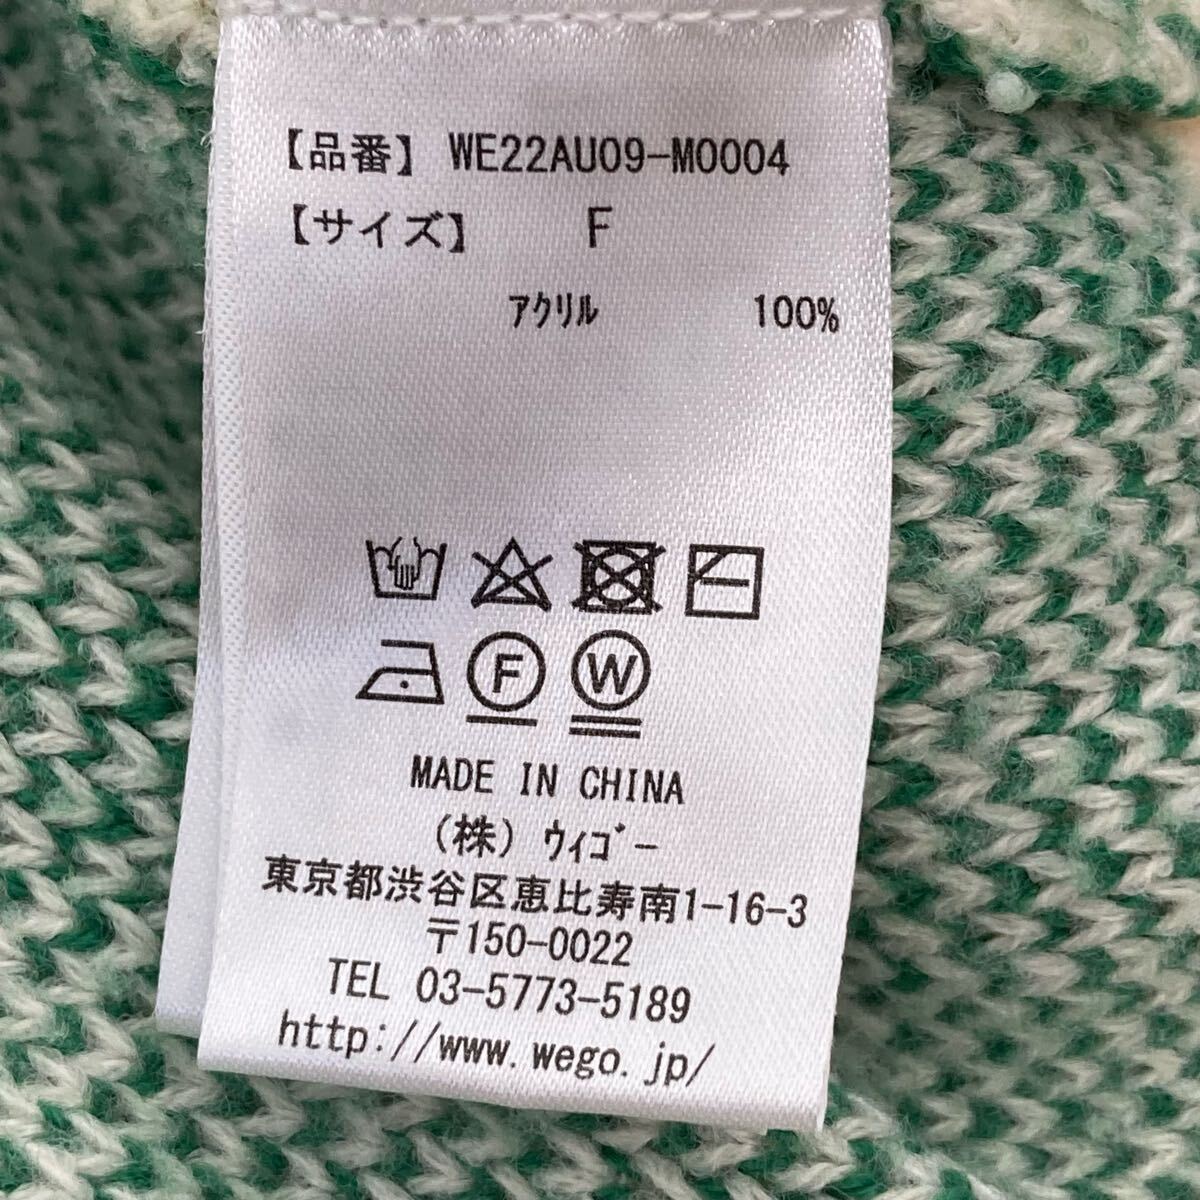 【品番】 WE22AU09-M0004
【サイズ】 F
アクリル 100%
F W
MADE IN CHINA
(株) ウィゴー
東京都渋谷区恵比寿南1-16-3
〒150-0022
TEL 03-5773-5189
http://www.wego.jp/